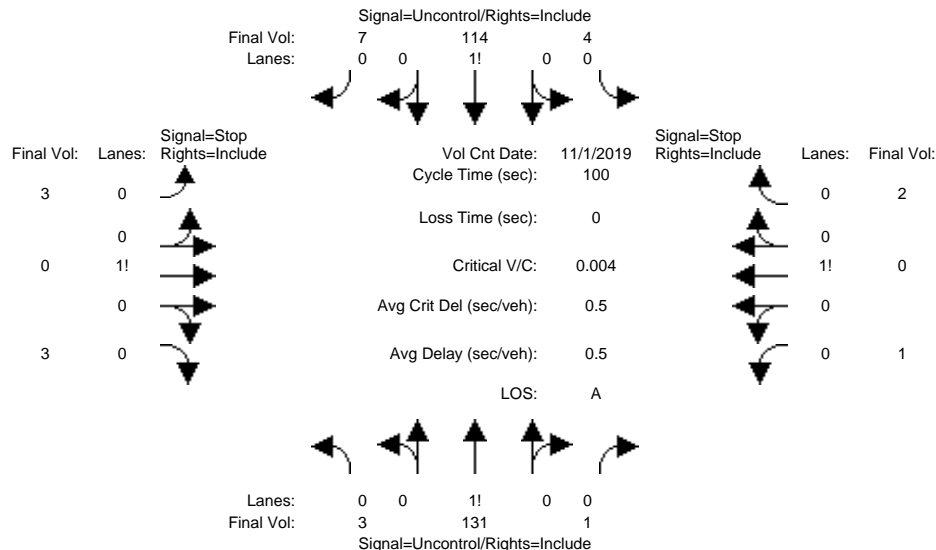 Signal=Uncontrol/Rights=Include
Final Vol: 7 114 4
Lanes: 0 0 1! 0 0
Signal=Stop Signal=Stop
Final Vol: Lanes: Rights=Include Vol Cnt Date: 11/1/2019 Rights=Include Lanes: Final Vol:
Cycle Time (sec): 100
3 0 0 2
Loss Time (sec): 0
0 0
0 1! Critical V/C: 0.004 1! 0
0 Avg Crit Del (sec/veh): 0.5 0
3 0 Avg Delay (sec/veh): 0.5 0 1
LOS: A
Lanes: 0 0 1! 0 0
Final Vol: 3 131 1
Signal=Uncontrol/Rights=Include